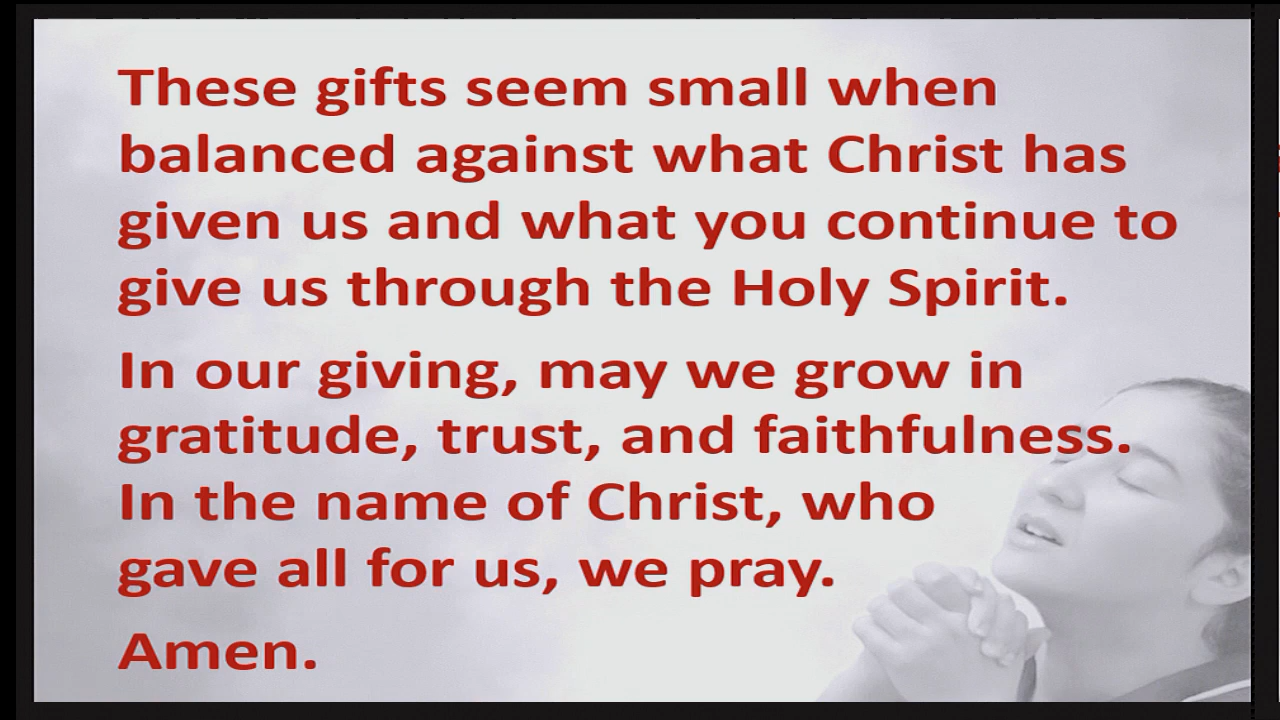 These gifts seem small when
balanced against what Christ has
given us and what you continue to
give us through the Holy Spirit.
In our giving, may we grow in
gratitude, trust, and faithfulness.
In the name of Christ, who
gave all for us, we pray.
Amen.